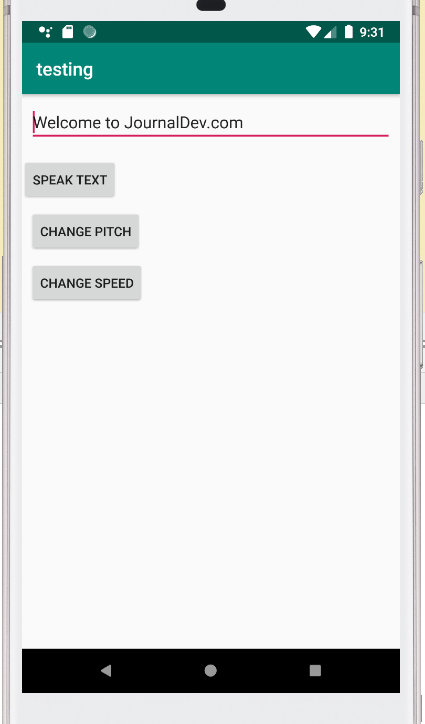 9:31
testing
Welcome to JournalDev.com
SPEAK TEXT
CHANGE PITCH
CHANGE SPEED